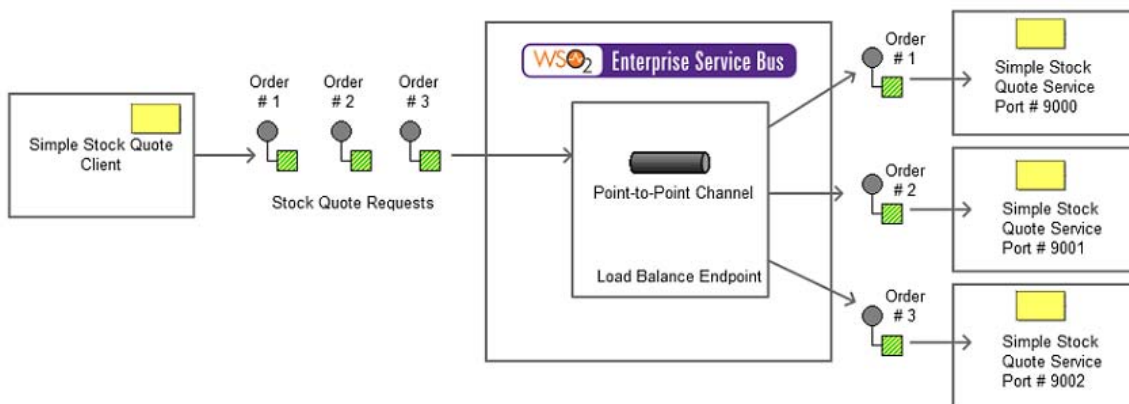 Simple Stock Quote
Client
Order
# 1
Order
# 2
Order
# 3
Stock Quote Requests
WSO2 Enterprise Service Bus
Point-to-Point Channel
Load Balance Endpoint
Order
# 1
Simple Stock
Quote Service
Port # 9000
Order
# 2
Simple Stock
Quote Service
Port # 9001
Order
# 3
Simple Stock
Quote Service
Port # 9002